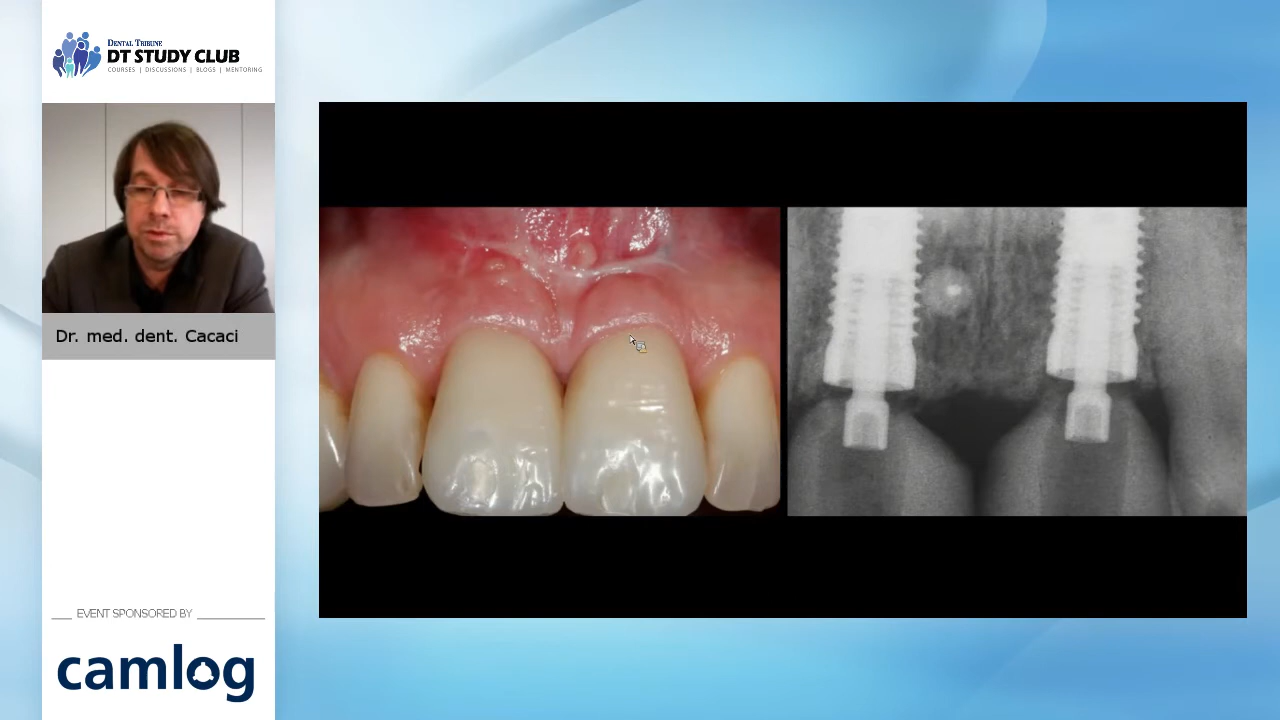 DENTAL TRIBUNE
DT STUDY CLUB
COURSES | DISCUSSIONS | BLOGS | MENTORING
Dr. med. dent. Cacaci
EVENT SPONSORED BY
camlog